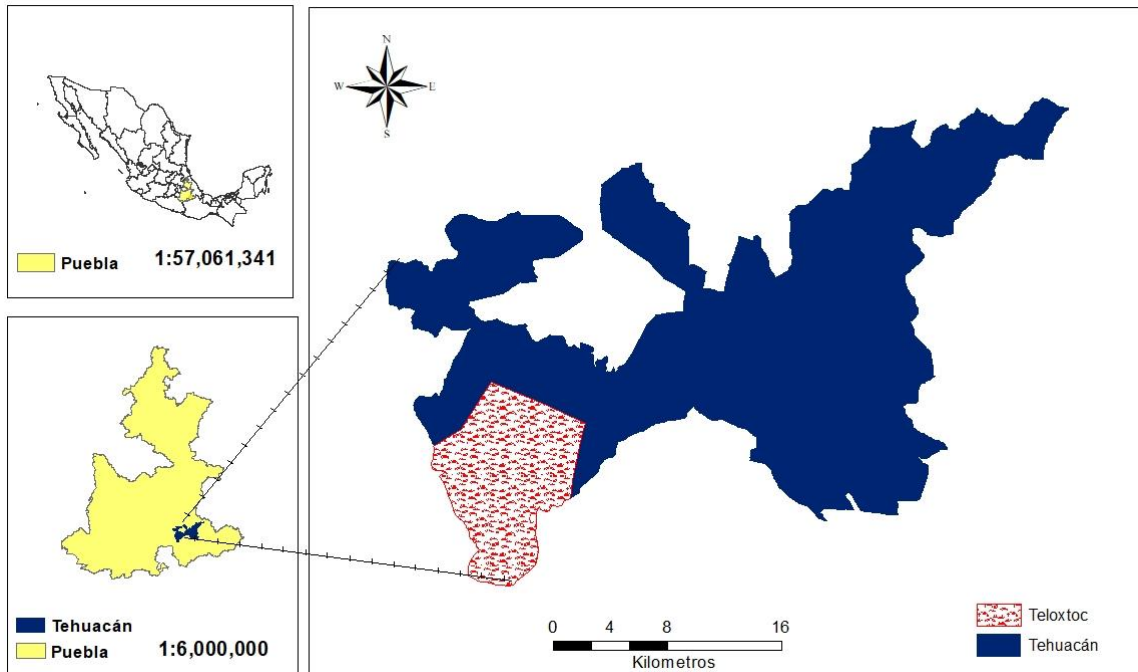 Puebla 1:57,061,341
Tehuacán
Puebla 1:6,000,000
N
W E
S
0 4 8 16
Kilometros
Teloxtoc
Tehuacán